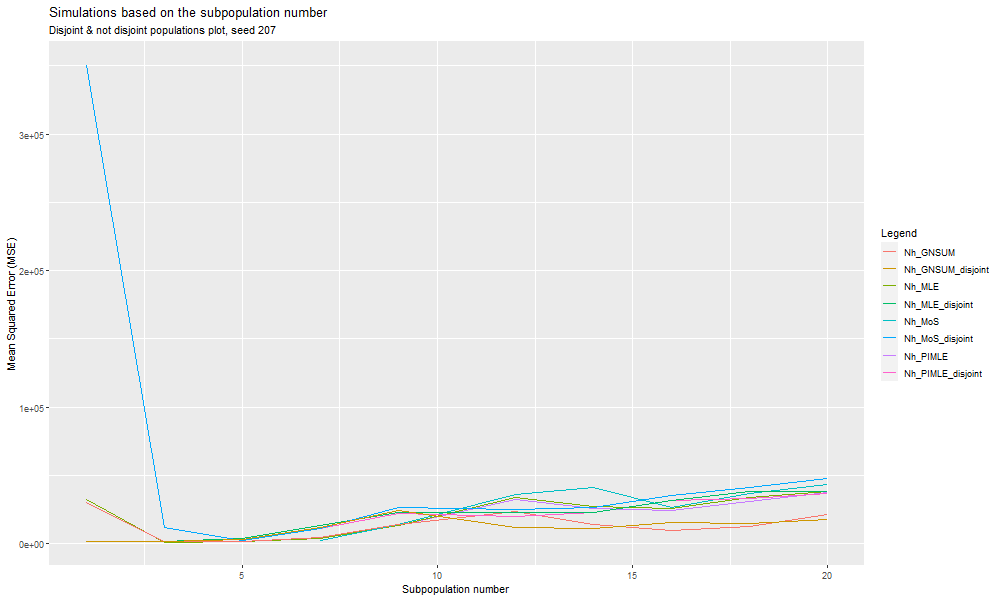 Simulations based on the subpopulation number
Disjoint & not disjoint populations plot, seed 207
Mean Squared Error (MSE)
3e+05
2e+05
1e+05
0e+00
5
10
15
20
Subpopulation number
Legend
Nh_GNSUM
Nh_GNSUM_disjoint
Nh_MLE
Nh_MLE_disjoint
Nh_MoS
Nh_MoS_disjoint
Nh_PIMLE
Nh_PIMLE_disjoint